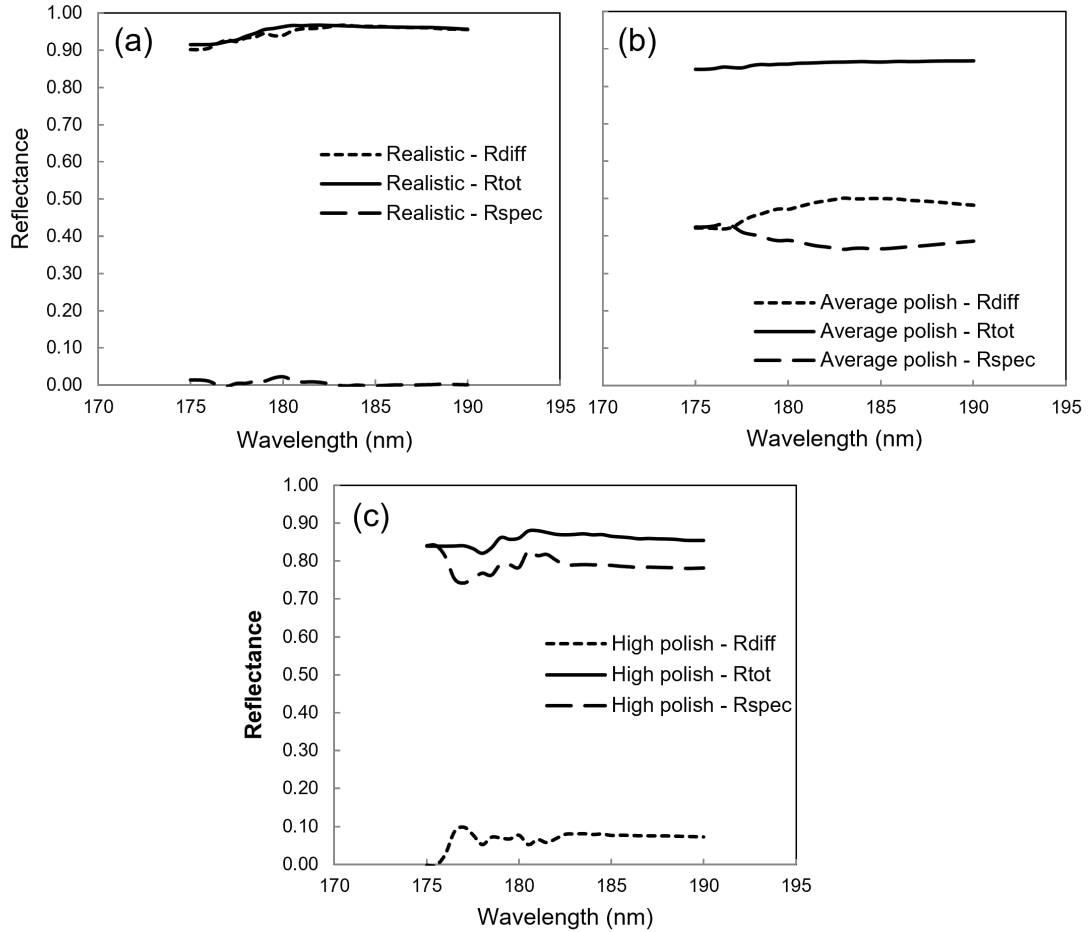 (a)
1.00
0.90
0.80
0.70
0.60
0.50
0.40
0.30
0.20
0.10
0.00
Reflectance
Realistic - Rdiff
Realistic - Rtot
Realistic - Rspec
170 175 180 185 190 195
Wavelength (nm)
(b)
Average polish - Rdiff
Average polish - Rtot
Average polish - Rspec
170 175 180 185 190 195
Wavelength (nm)
(c)
1.00
0.90
0.80
0.70
0.60
0.50
0.40
0.30
0.20
0.10
0.00
Reflectance
High polish - Rdiff
High polish - Rtot
High polish - Rspec
170 175 180 185 190 195
Wavelength (nm)